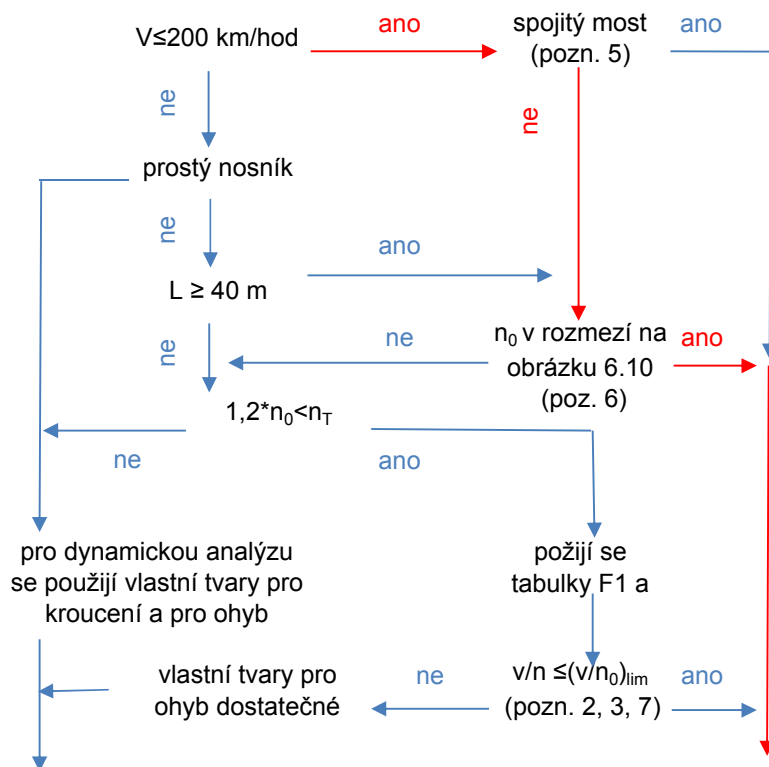 V≤200 km/hod
ano
spojitý most
(pozn. 5)
ano
ne
ne
prostý nosník
ne
ano
L ≥ 40 m
ne
ne
n₀ v rozmezí na
obrázku 6.10
(poz. 6)
ano
1,2*n₀<n_T
ne
ano
pro dynamickou analýzu
se použijí vlastní tvary pro
kroucení a pro ohyb
požijí se
tabulky F1 a
vlastní tvary pro
ohyb dostatečné
ne
v/n ≤(v/n₀)lim
(pozn. 2, 3, 7)
ano